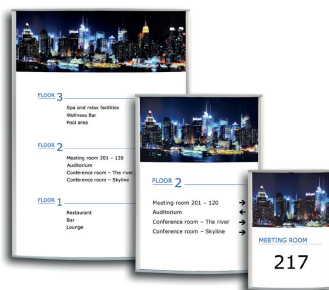 FLOOR 3
Spa and relax facilities
Wellness Bar
Pool area
FLOOR 2
Meeting room 201 – 120
Auditorium
Conference room – The river
Conference room – Skyline
FLOOR 1
Restaurant
Bar
Lounge
FLOOR 2
Meating room 201 – 120 →
Auditorium ←
Conference room – The river →
Conference room – Skyline →
MEETING ROOM
217